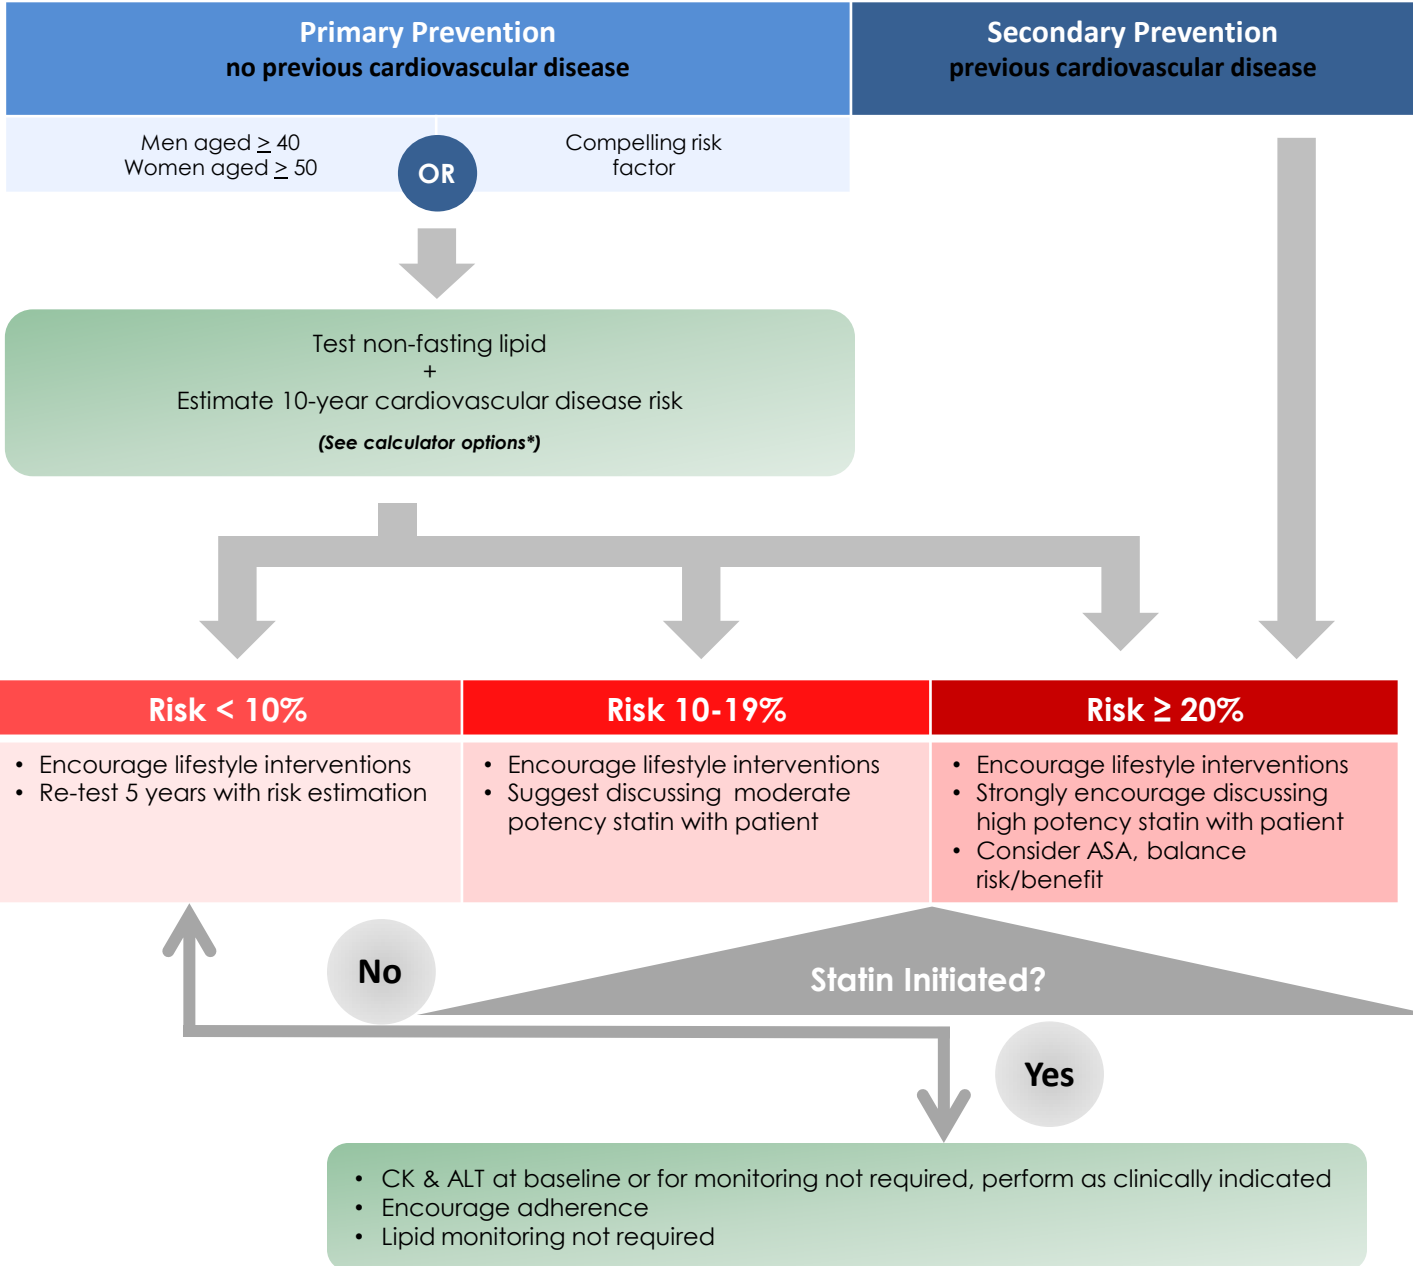 Primary Prevention
no previous cardiovascular disease
Secondary Prevention
previous cardiovascular disease
Men aged ≥ 40
Women aged ≥ 50
OR
Compelling risk
factor
Test non-fasting lipid
+
Estimate 10-year cardiovascular disease risk
(See calculator options*)
Risk < 10%
• Encourage lifestyle interventions
• Re-test 5 years with risk estimation
Risk 10-19%
• Encourage lifestyle interventions
• Suggest discussing moderate
potency statin with patient
Risk ≥ 20%
• Encourage lifestyle interventions
• Strongly encourage discussing
high potency statin with patient
• Consider ASA, balance
risk/benefit
No
Statin Initiated?
Yes
• CK & ALT at baseline or for monitoring not required, perform as clinically indicated
• Encourage adherence
• Lipid monitoring not required